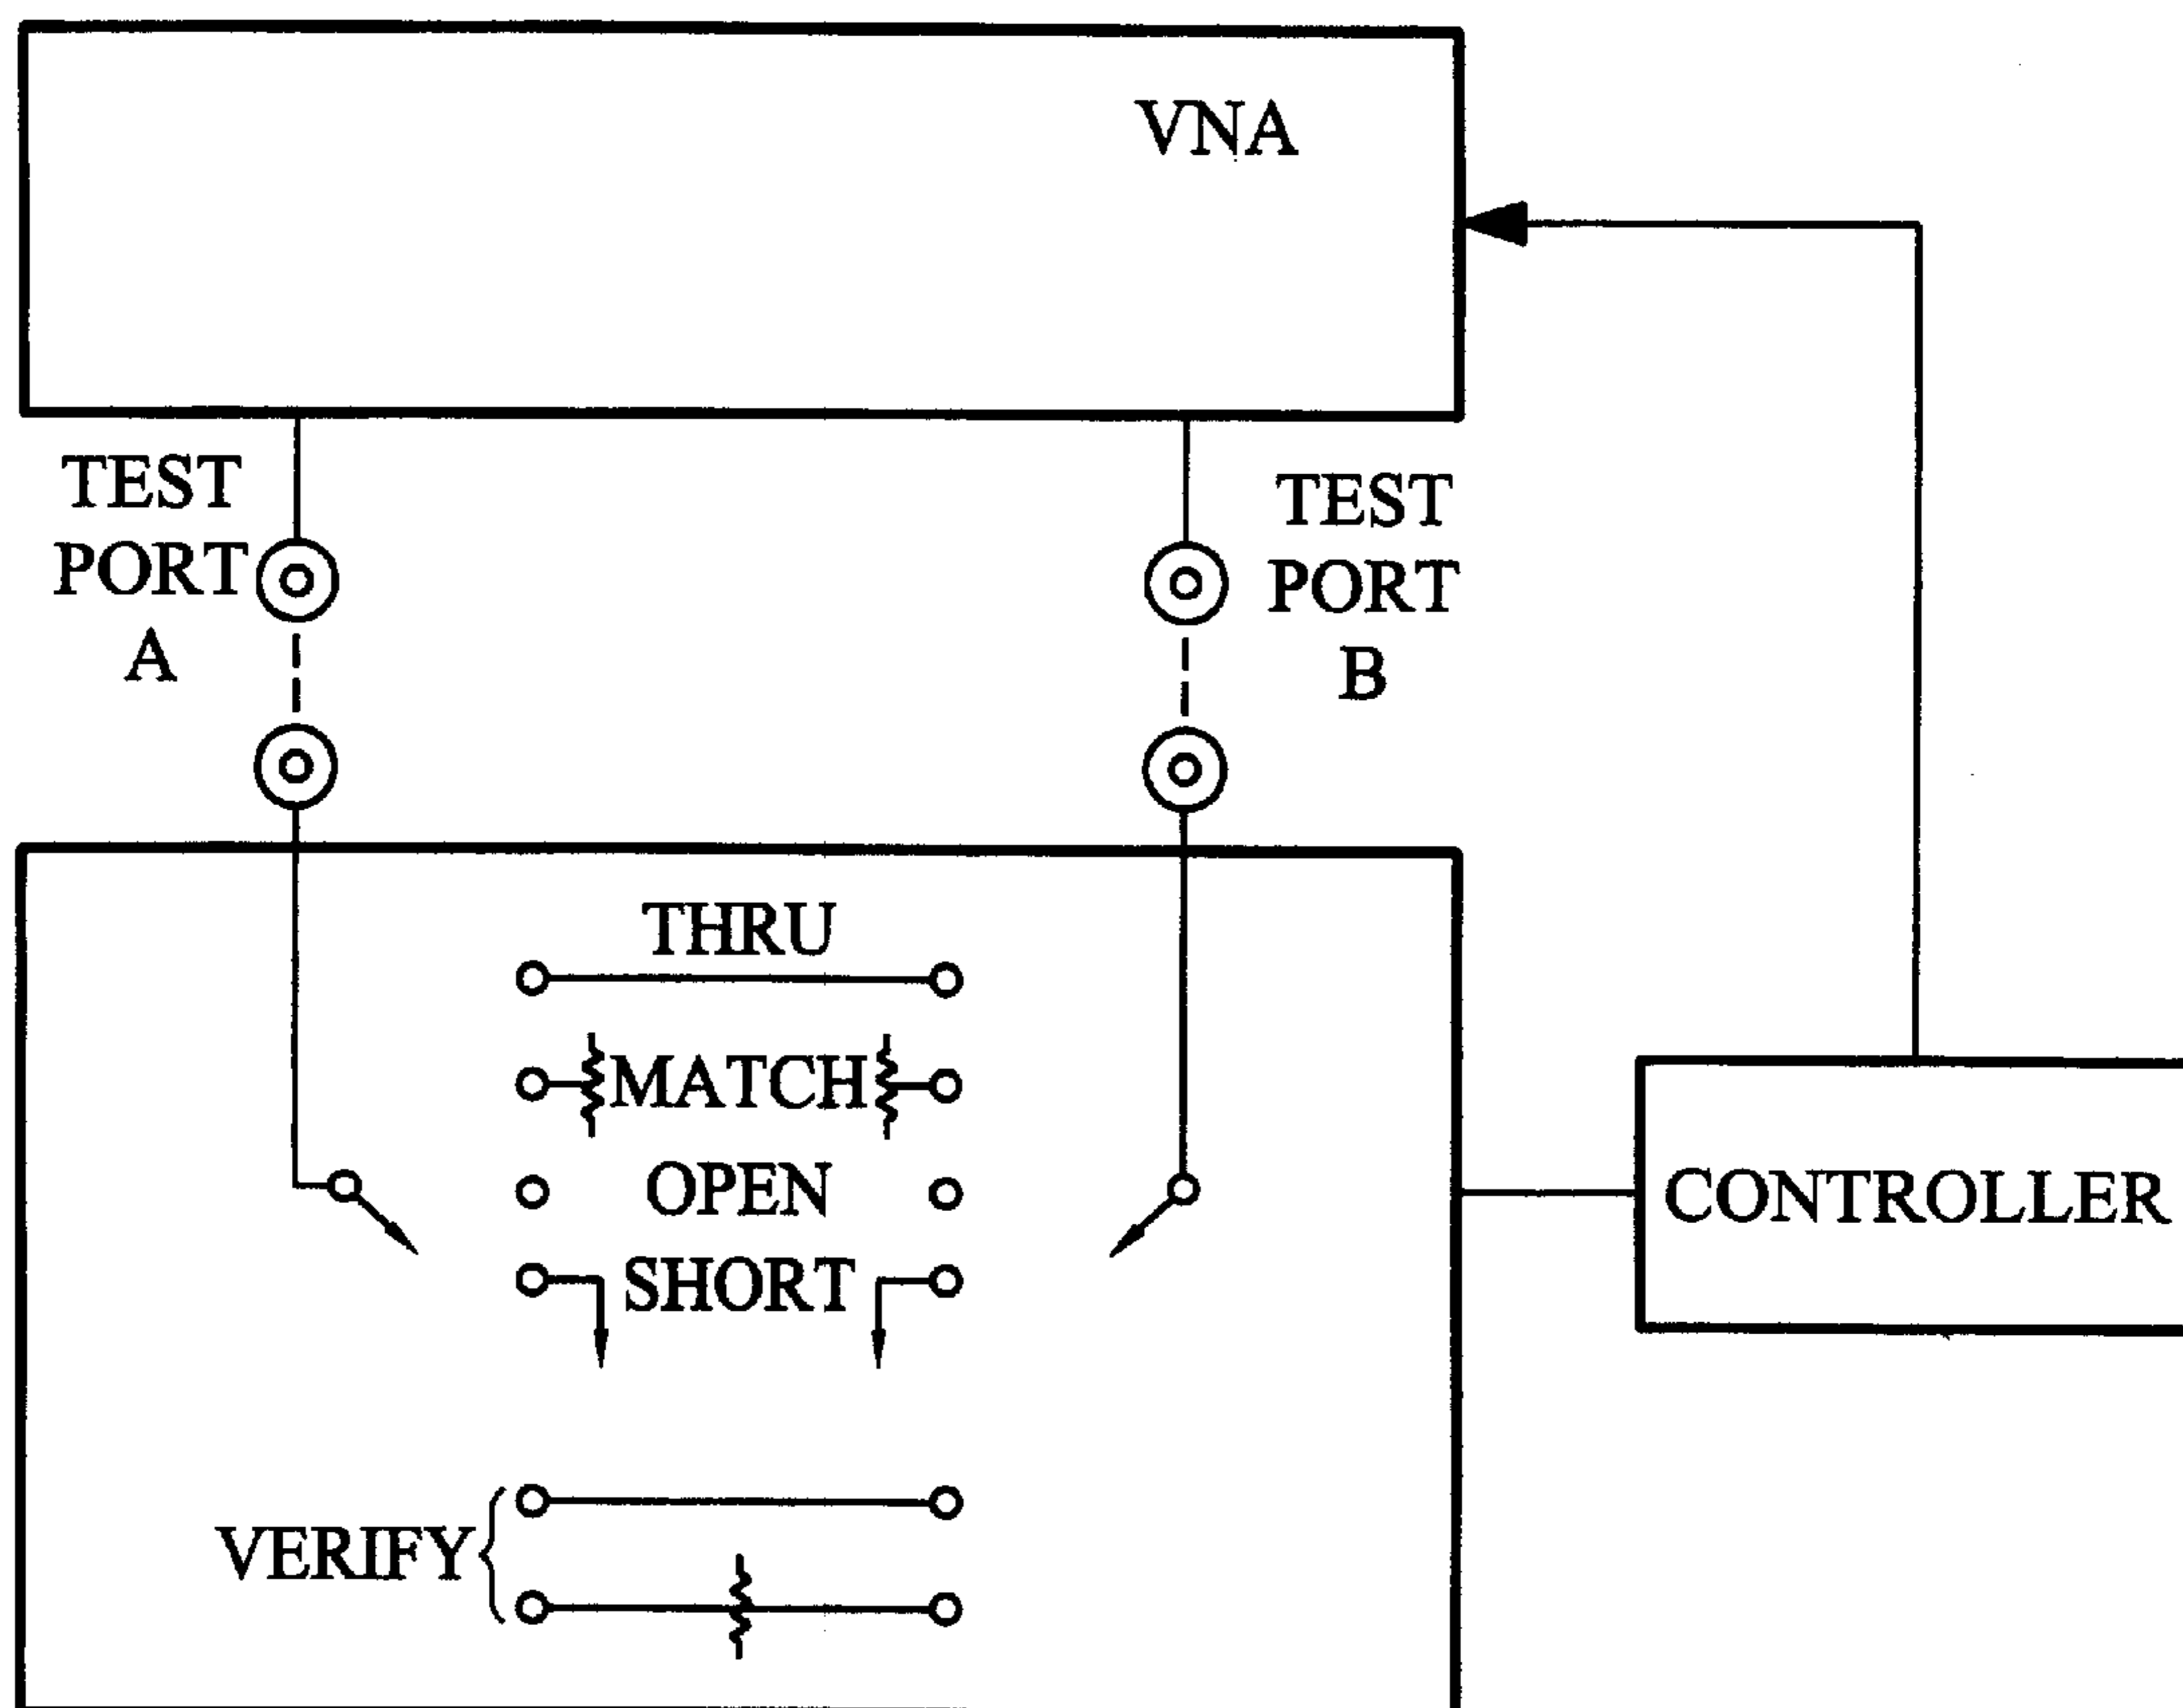 VNA
TEST
PORT
A
TEST
PORT
B
THRU
MATCH
OPEN
SHORT
CONTROLLER
VERIFY